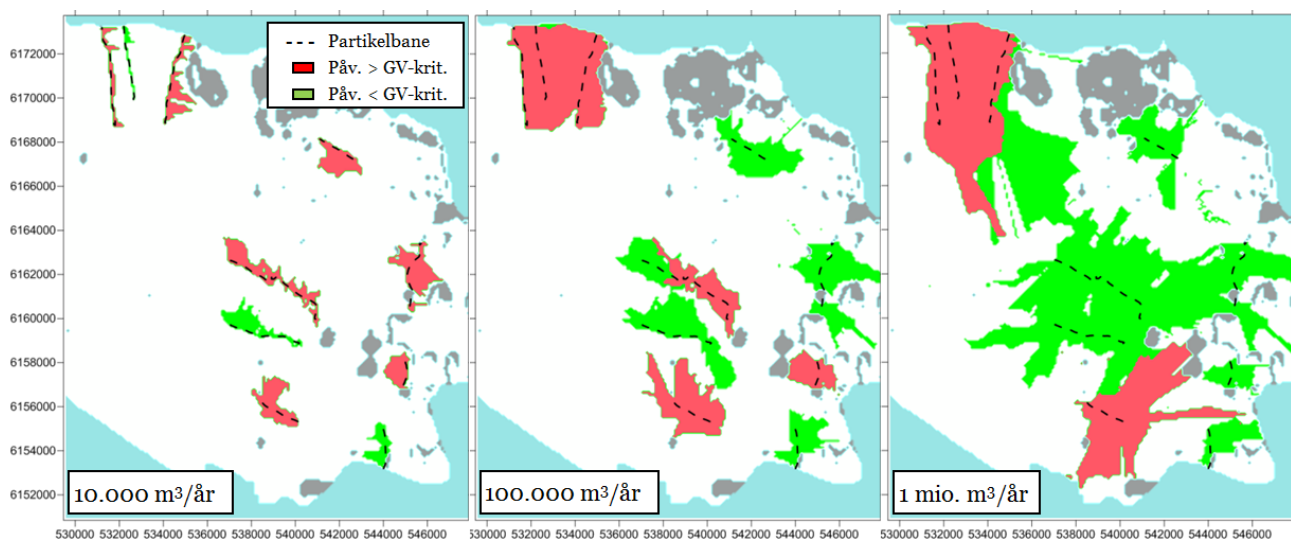 Partikelbane
Påv. > GV-krit.
Påv. < GV-krit.
6172000
6170000
6168000
6166000
6164000
6162000
6160000
6158000
6156000
6154000
6152000
10.000 m³/år
100.000 m³/år
1 mio. m³/år
530000 532000 534000 536000 538000 540000 542000 544000 546000
530000 532000 534000 536000 538000 540000 542000 544000 546000
530000 532000 534000 536000 538000 540000 542000 544000 546000